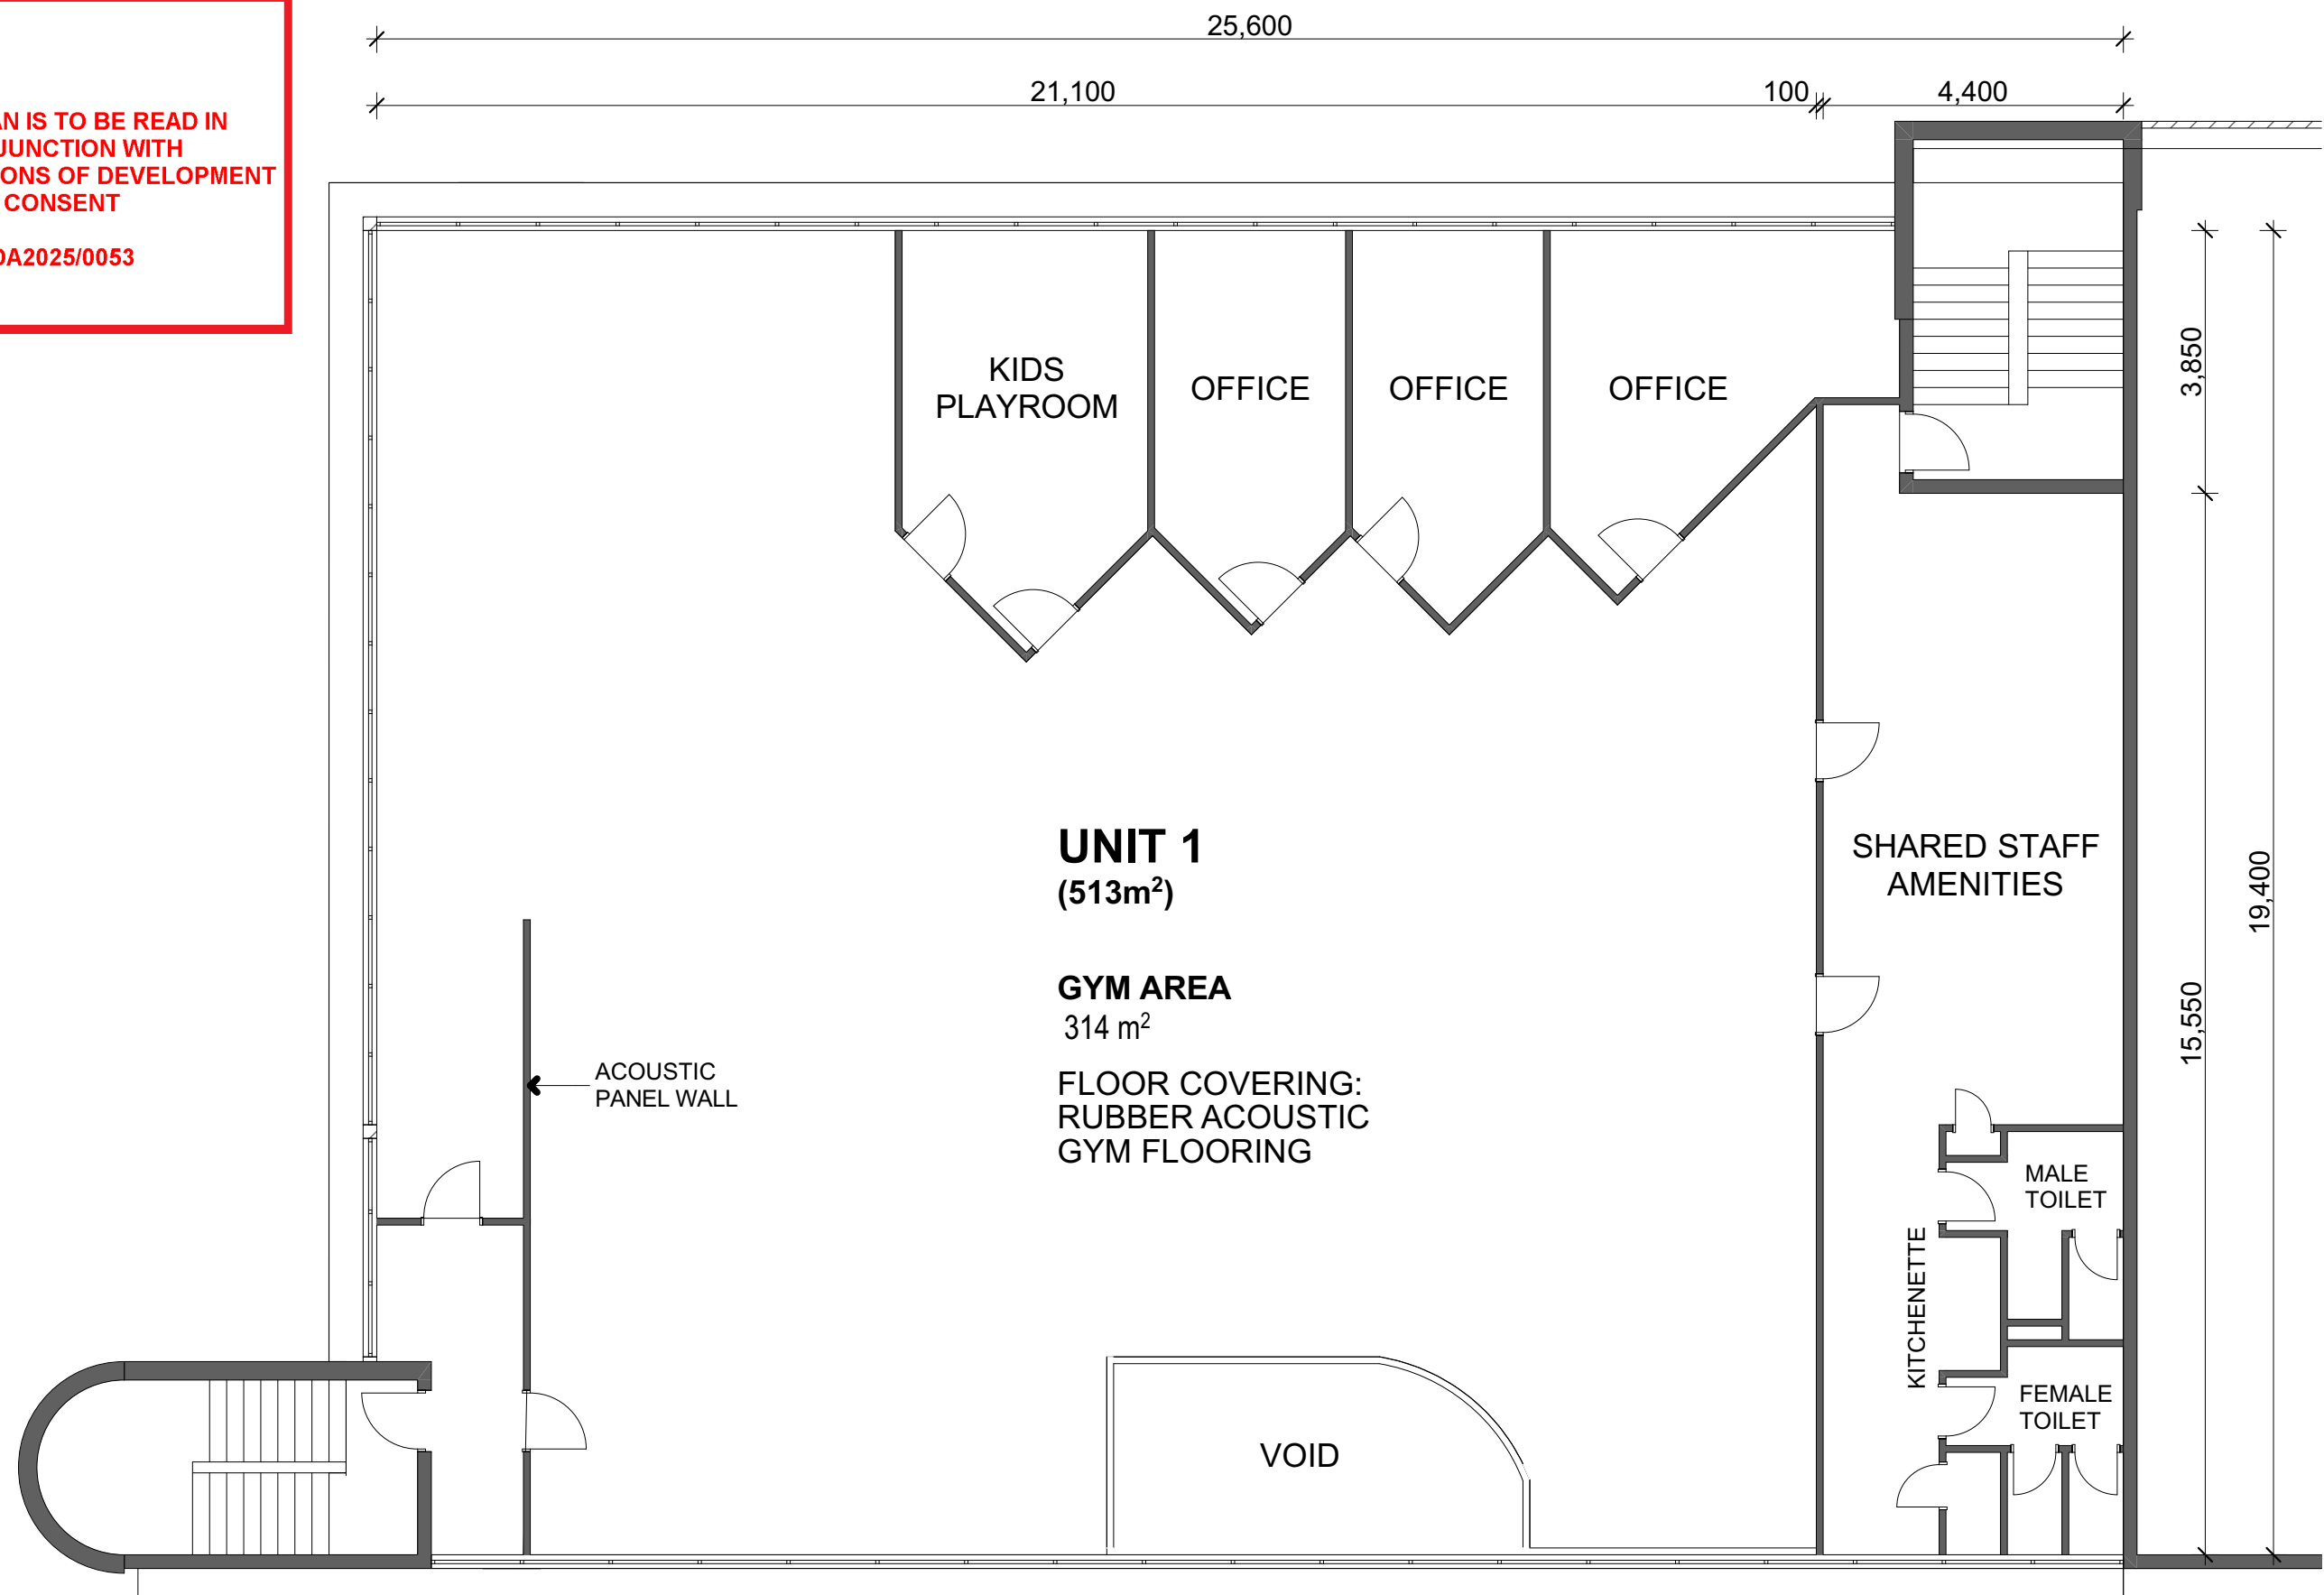 25,600
21,100
100
4,400
AN IS TO BE READ IN
JUNCTION WITH
ONS OF DEVELOPMENT
CONSENT
DA2025/0053
KIDS
PLAYROOM
OFFICE
OFFICE
OFFICE
3,850
UNIT 1
(513m²)
SHARED STAFF
AMENITIES
19,400
15,550
GYM AREA
314 m²
ACOUSTIC
PANEL WALL
FLOOR COVERING:
RUBBER ACOUSTIC
GYM FLOORING
MALE
TOILET
KITCHENETTE
FEMALE
TOILET
VOID